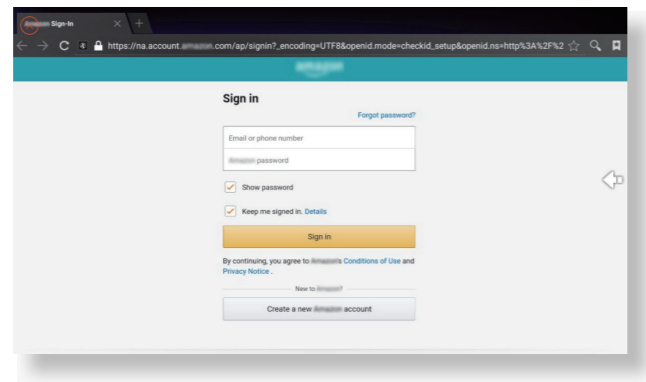 Sign-In
https://na.account. .com/ap/signin?_encoding=UTF8&openid.mode=checkid_setup&openid.ns=http%3A%2F%2
Sign in
Forgot password?
Email or phone number
password
Show password
Keep me signed in. Details
Sign in
By continuing, you agree to 's Conditions of Use and
Privacy Notice .
New to ?
Create a new account